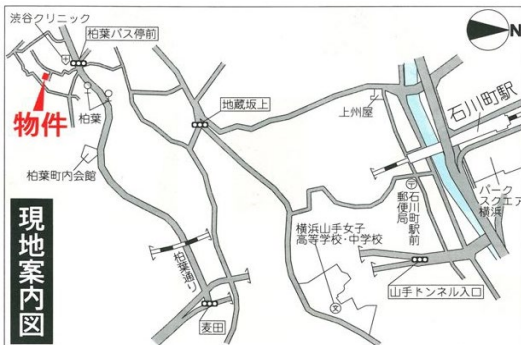 渋谷クリニック
柏葉バス停前
N
物件
柏葉
地蔵坂上
上州屋
石川町駅
柏葉町内会館
石川町駅前
郵便局
パーク
スクエア
横浜
横浜山手女子
高等学校・中学校
文
柏葉通り
山手トンネル入口
麦田
現地案内図